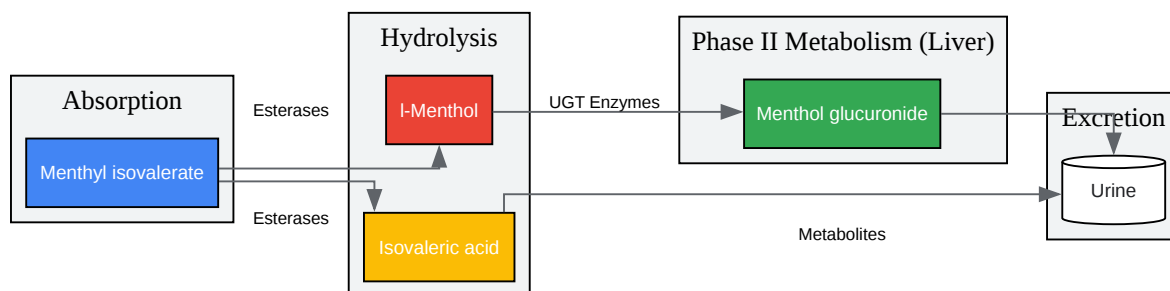 Absorption
Menthyl isovalerate
Esterases
Esterases
Hydrolysis
l-Menthol
Isovaleric acid
UGT Enzymes
Phase II Metabolism (Liver)
Menthol glucuronide
Metabolites
Excretion
Urine